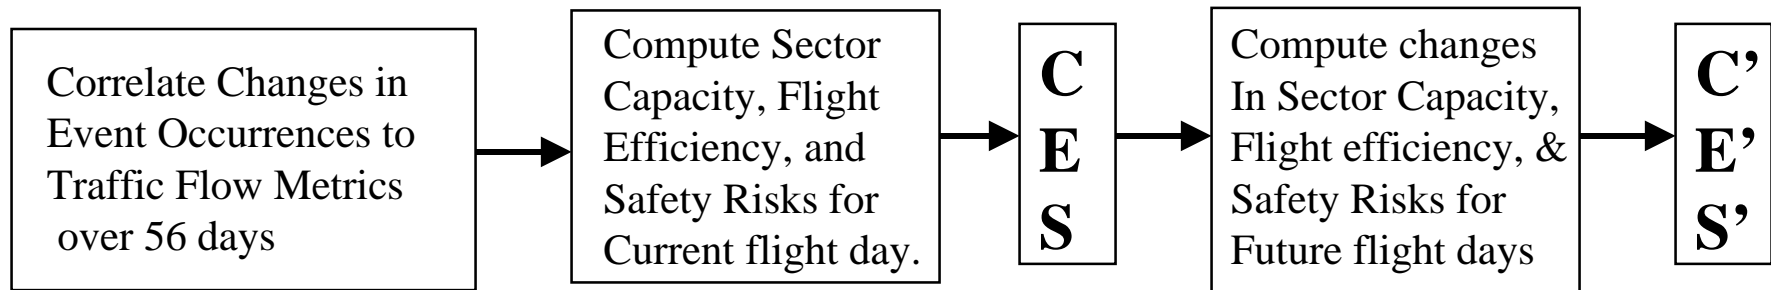 Correlate Changes in
Event Occurrences to
Traffic Flow Metrics
over 56 days
Compute Sector
Capacity, Flight
Efficiency, and
Safety Risks for
Current flight day.
C
E
S
Compute changes
In Sector Capacity,
Flight efficiency, &
Safety Risks for
Future flight days
C’
E’
S’